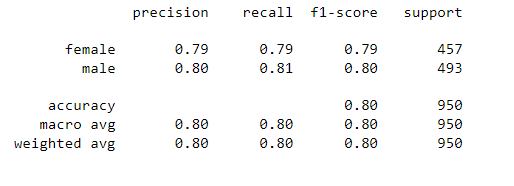 precision recall f1-score support
female 0.79 0.79 0.79 457
male 0.80 0.81 0.80 493
accuracy 0.80 950
macro avg 0.80 0.80 0.80 950
weighted avg 0.80 0.80 0.80 950